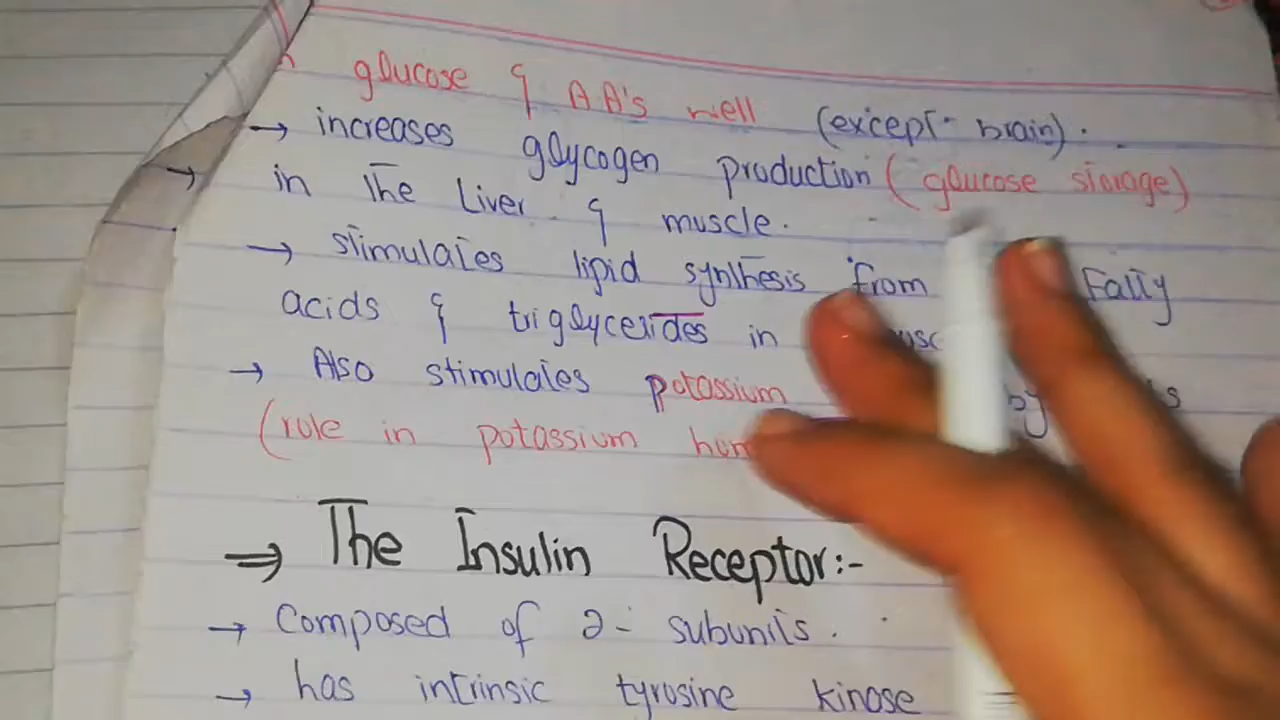 glucose & AA's well (except brain).
→ increases glycogen production (glucose storage)
→ in the Liver & muscle.
→ stimulates lipid synthesis from Fatty
acids & triglycerides in
→ Also stimulates potassium by
(role in potassium
⇒ The Insulin Receptor:-
→ Composed of 2- subunits.
→ has intrinsic tyrosine kinase